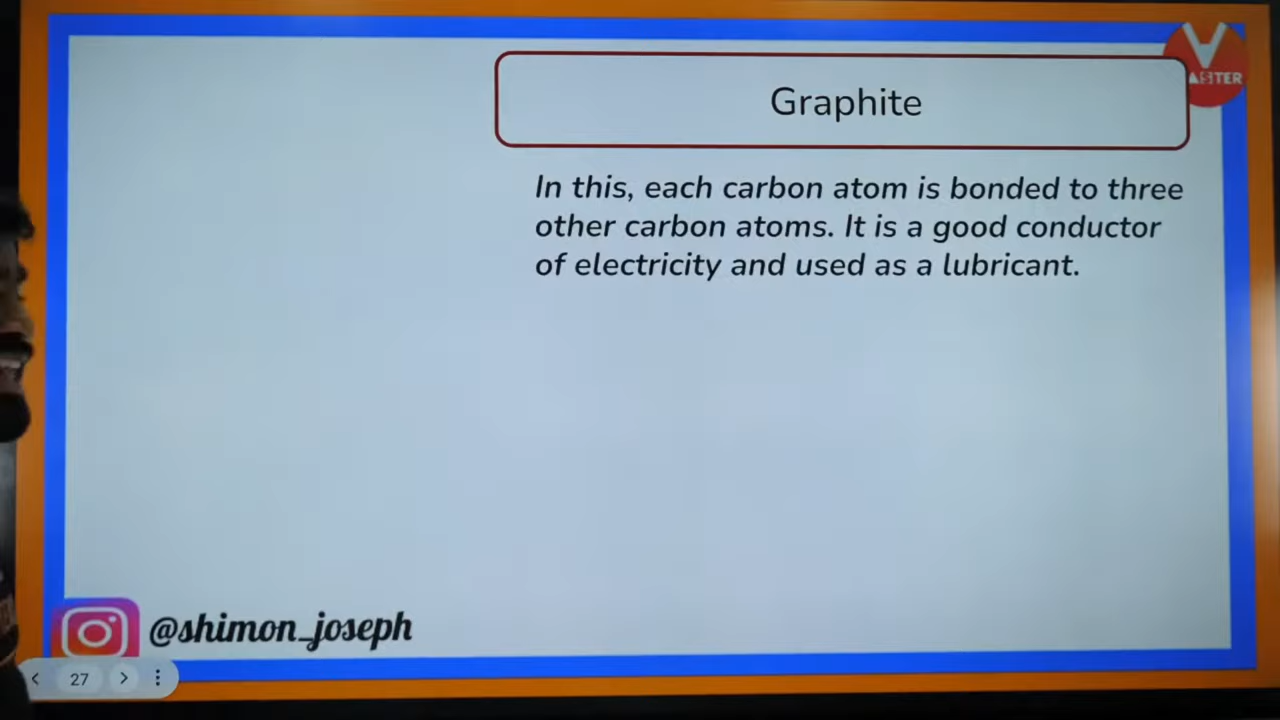 V
MASTER
Graphite
In this, each carbon atom is bonded to three
other carbon atoms. It is a good conductor
of electricity and used as a lubricant.
@shimon_joseph
27